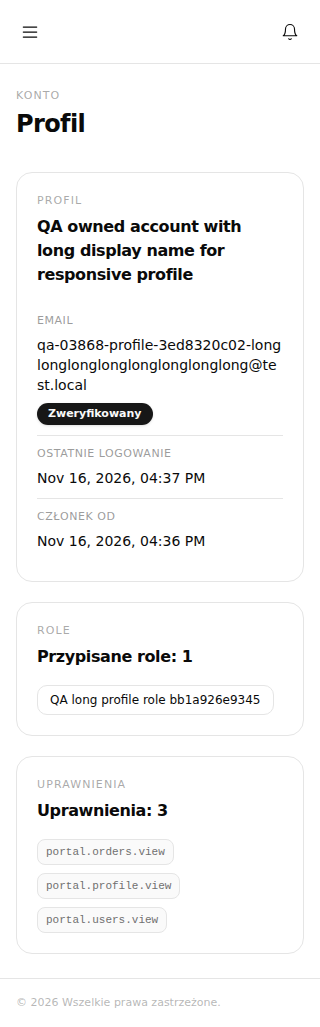 KONTO
Profil
PROFIL
QA owned account with
long display name for
responsive profile
EMAIL
qa-03868-profile-3ed8320c02-long
longlonglonglonglonglonglong@te
st.local
Zweryfikowany
OSTATNIE LOGOWANIE
Nov 16, 2026, 04:37 PM
CZŁONEK OD
Nov 16, 2026, 04:36 PM
ROLE
Przypisane role: 1
QA long profile role bb1a926e9345
UPRAWNIENIA
Uprawnienia: 3
portal.orders.view
portal.profile.view
portal.users.view
© 2026 Wszelkie prawa zastrzeżone.